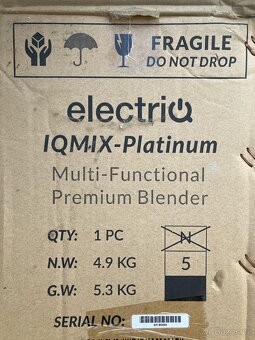 FRAGILE
DO NOT DROP
electriQ
IQMIX-Platinum
Multi-Functional
Premium Blender
QTY: 1 PC
N
N.W: 4.9 KG
5
G.W: 5.3 KG
SERIAL NO: